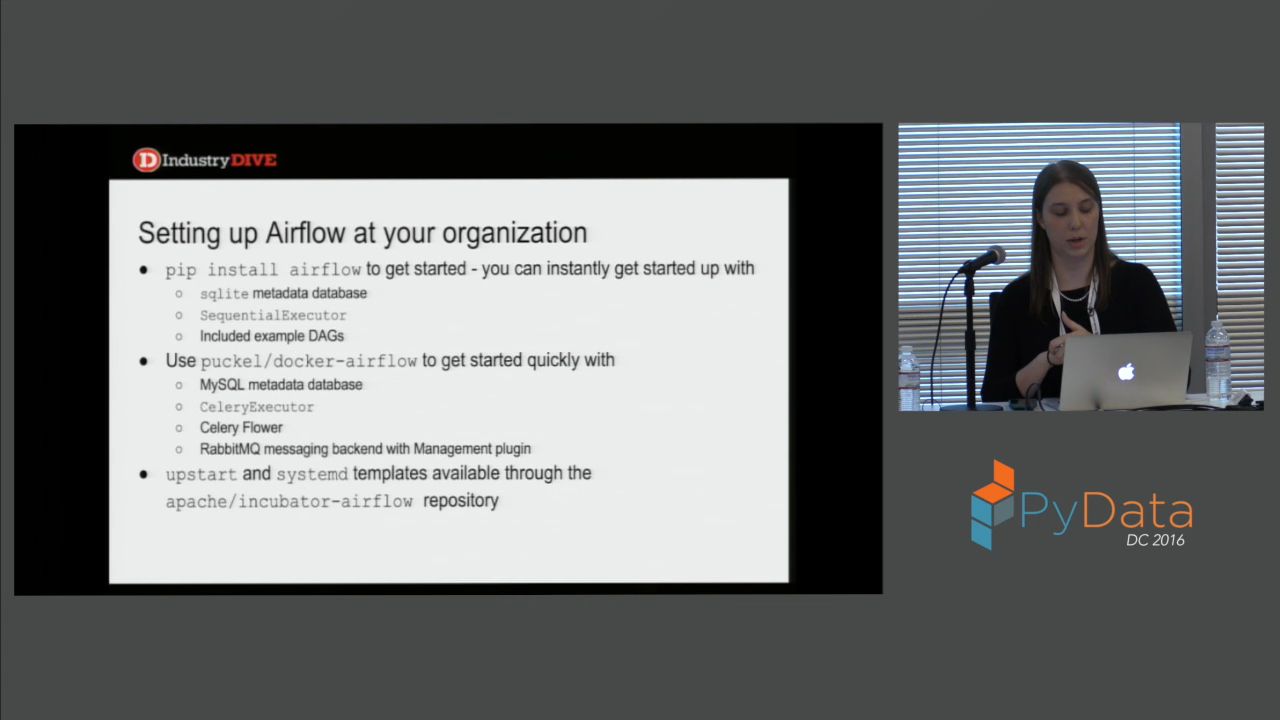 D IndustryDIVE
Setting up Airflow at your organization
● pip install airflow to get started - you can instantly get started up with
○ sqlite metadata database
○ SequentialExecutor
○ Included example DAGs
● Use puckel/docker-airflow to get started quickly with
○ MySQL metadata database
○ CeleryExecutor
○ Celery Flower
○ RabbitMQ messaging backend with Management plugin
● upstart and systemd templates available through the
apache/incubator-airflow repository
PyData
DC 2016